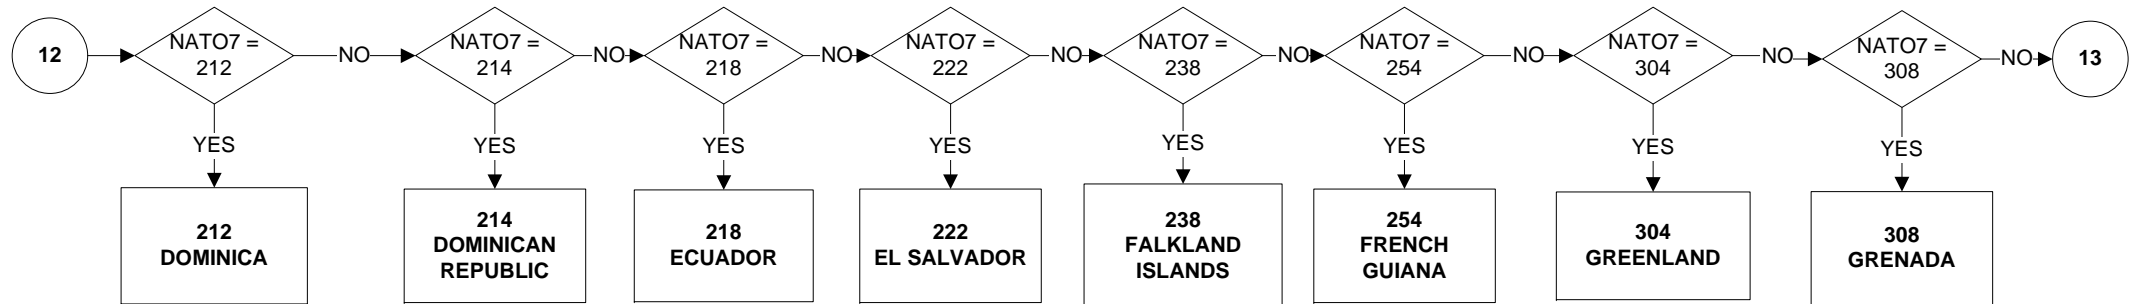 12
NATO7 =
212
NO
NATO7 =
214
NO
NATO7 =
218
NO
NATO7 =
222
NO
NATO7 =
238
NO
NATO7 =
254
NO
NATO7 =
304
NO
NATO7 =
308
NO
13
YES
YES
YES
YES
YES
YES
YES
YES
212
DOMINICA
214
DOMINICAN
REPUBLIC
218
ECUADOR
222
EL SALVADOR
238
FALKLAND
ISLANDS
254
FRENCH
GUIANA
304
GREENLAND
308
GRENADA